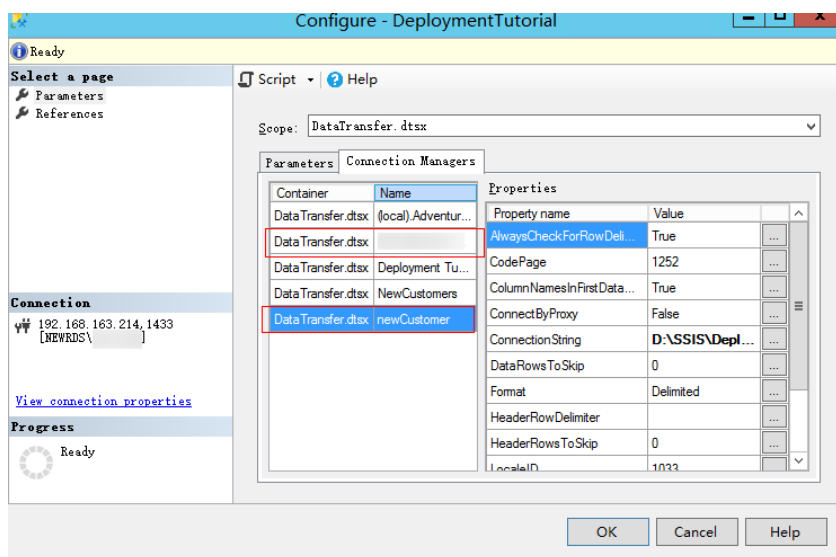 Configure - DeploymentTutorial
Ready
Select a page
Parameters
References
Script Help
Scope: DataTransfer.dtsx
Parameters Connection Managers
Container Name
DataTransfer.dtsx (local).Adventur...
DataTransfer.dtsx
DataTransfer.dtsx Deployment Tu...
DataTransfer.dtsx NewCustomers
DataTransfer.dtsx newCustomer
Properties
Property name Value
AlwaysCheckForRowDeli... True ...
CodePage 1252 ...
ColumnNamesInFirstData... True ...
ConnectByProxy False ...
ConnectionString D:\SSIS\Depl... ...
DataRowsToSkip 0 ...
Format Delimited ...
HeaderRowDelimiter ...
HeaderRowsToSkip 0 ...
LocaleID 1033
Connection
192.168.163.214,1433
[NEWRDS\ ]
View connection properties
Progress
Ready
OK Cancel Help